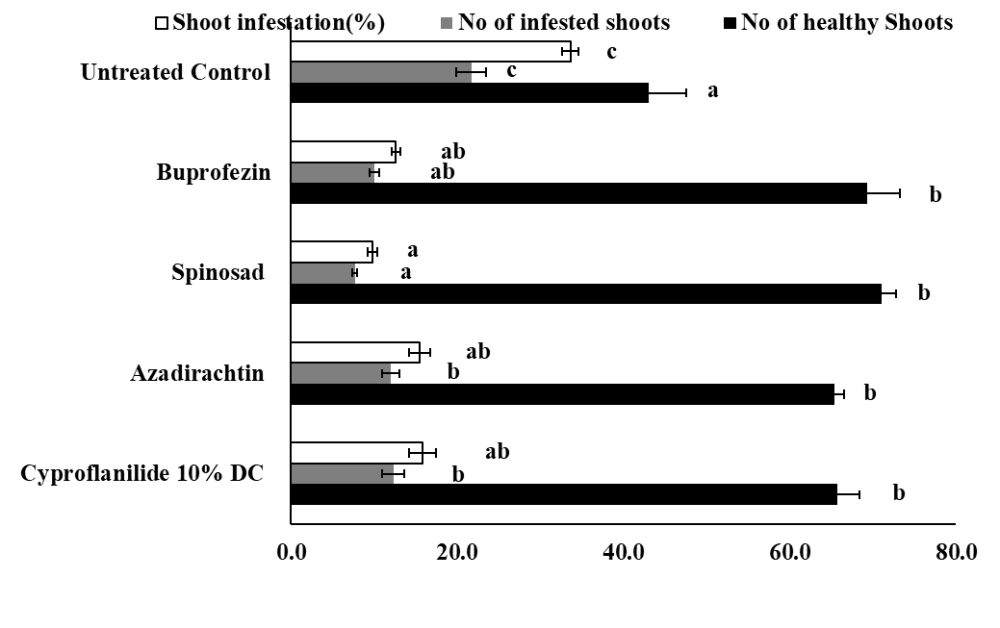 Shoot infestation(%) No of infested shoots No of healthy Shoots
c
Untreated Control c
a
ab
Buprofezin ab
b
a
Spinosad a
b
ab
Azadirachtin b
b
ab
Cyproflanilide 10% DC b
b
0.0 20.0 40.0 60.0 80.0